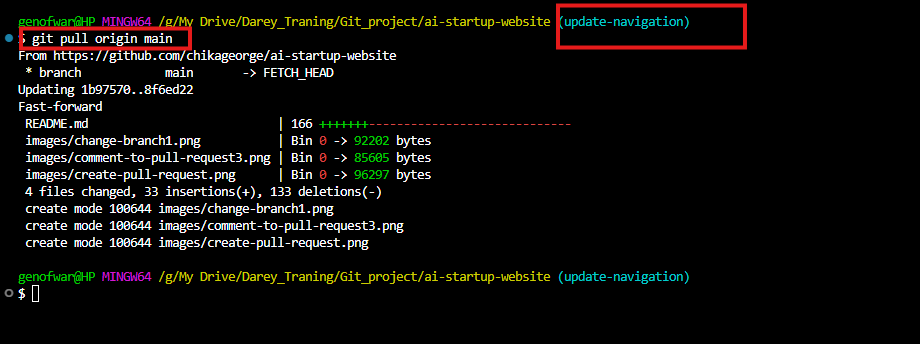 genofwar@HP MINGW64 /g/My Drive/Darey_Traning/Git_project/ai-startup-website (update-navigation)
$ git pull origin main
From https://github.com/chikageorge/ai-startup-website
 * branch            main       -> FETCH_HEAD
Updating 1b97570..8f6ed22
Fast-forward
 README.md                          | 166 +++++++-----------------------------
 images/change-branch1.png          | Bin 0 -> 92202 bytes
 images/comment-to-pull-request3.png | Bin 0 -> 85605 bytes
 images/create-pull-request.png     | Bin 0 -> 96297 bytes
 4 files changed, 33 insertions(+), 133 deletions(-)
 create mode 100644 images/change-branch1.png
 create mode 100644 images/comment-to-pull-request3.png
 create mode 100644 images/create-pull-request.png
genofwar@HP MINGW64 /g/My Drive/Darey_Traning/Git_project/ai-startup-website (update-navigation)
$